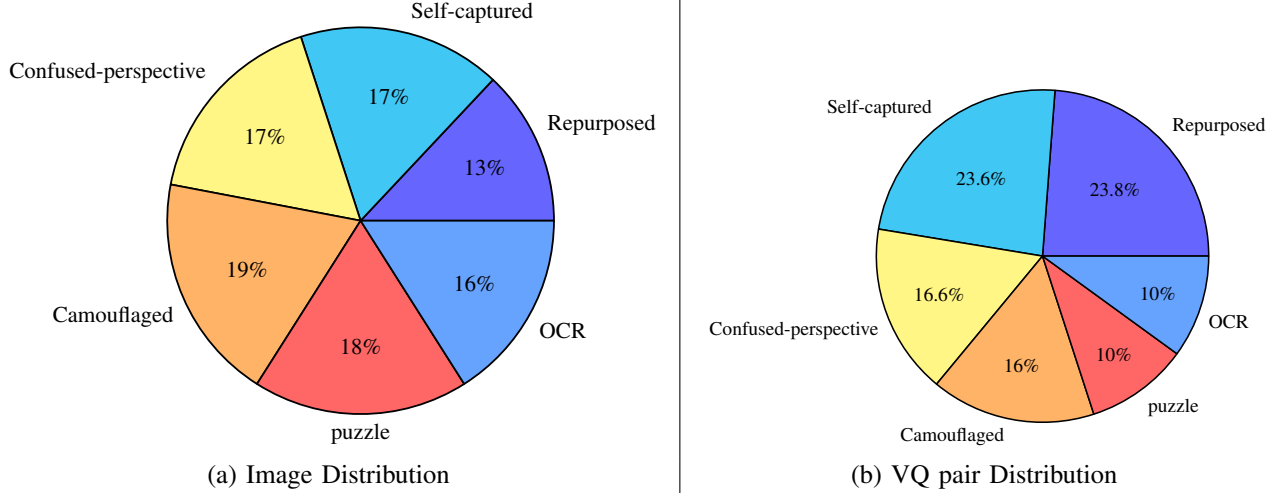 Self-captured
Confused-perspective
17%
Repurposed
17%
13%
19%
16%
Camouflaged
OCR
18%
puzzle
(a) Image Distribution
Self-captured
Repurposed
23.6%
23.8%
16.6%
10%
Confused-perspective
OCR
16%
10%
puzzle
Camouflaged
(b) VQ pair Distribution